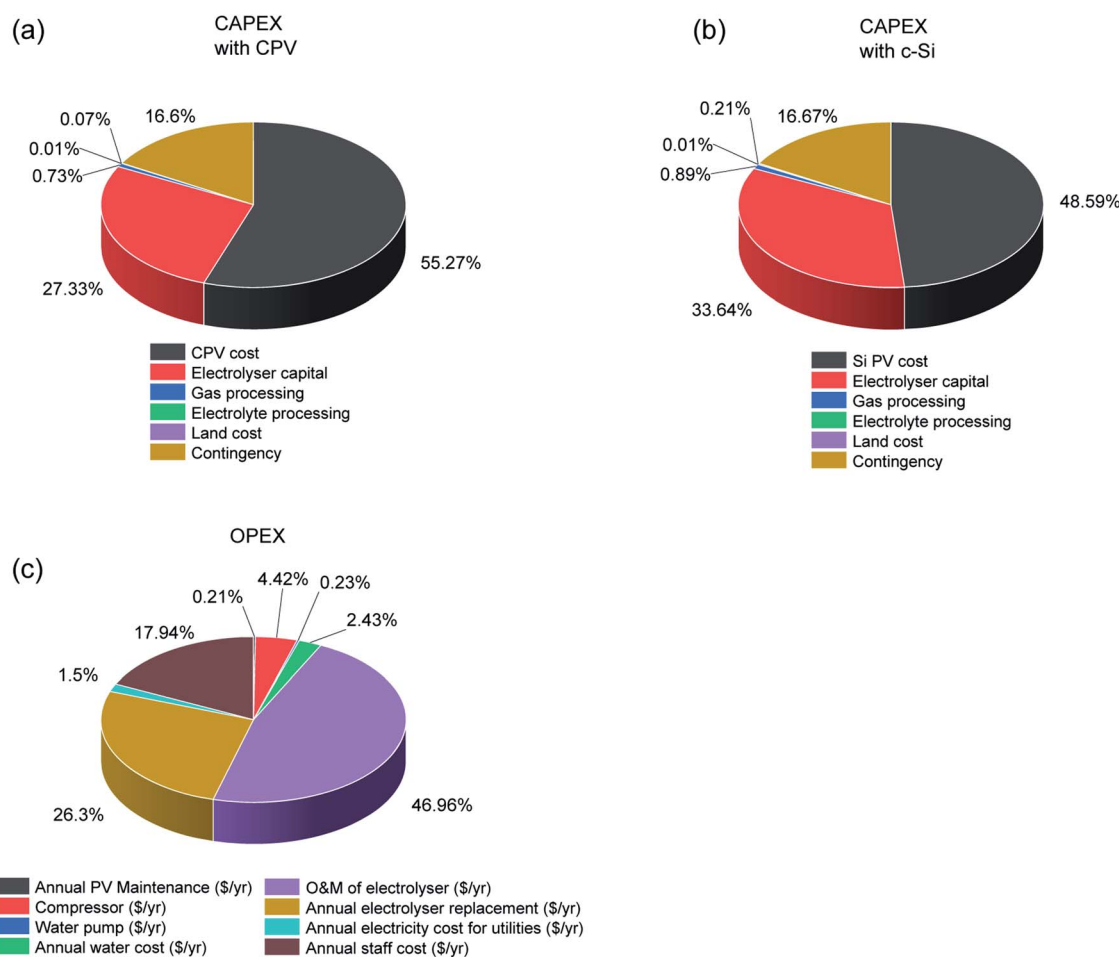 (a)
CAPEX
with CPV
0.07%
16.6%
0.01%
0.73%
27.33%
55.27%
CPV cost
Electrolyser capital
Gas processing
Electrolyte processing
Land cost
Contingency
(b)
CAPEX
with c-Si
0.21%
16.67%
0.01%
0.89%
48.59%
33.64%
Si PV cost
Electrolyser capital
Gas processing
Electrolyte processing
Land cost
Contingency
(c)
OPEX
0.21%
4.42%
0.23%
2.43%
17.94%
1.5%
26.3%
46.96%
Annual PV Maintenance ($/yr)
Compressor ($/yr)
Water pump ($/yr)
Annual water cost ($/yr)
O&M of electrolyser ($/yr)
Annual electrolyser replacement ($/yr)
Annual electricity cost for utilities ($/yr)
Annual staff cost ($/yr)